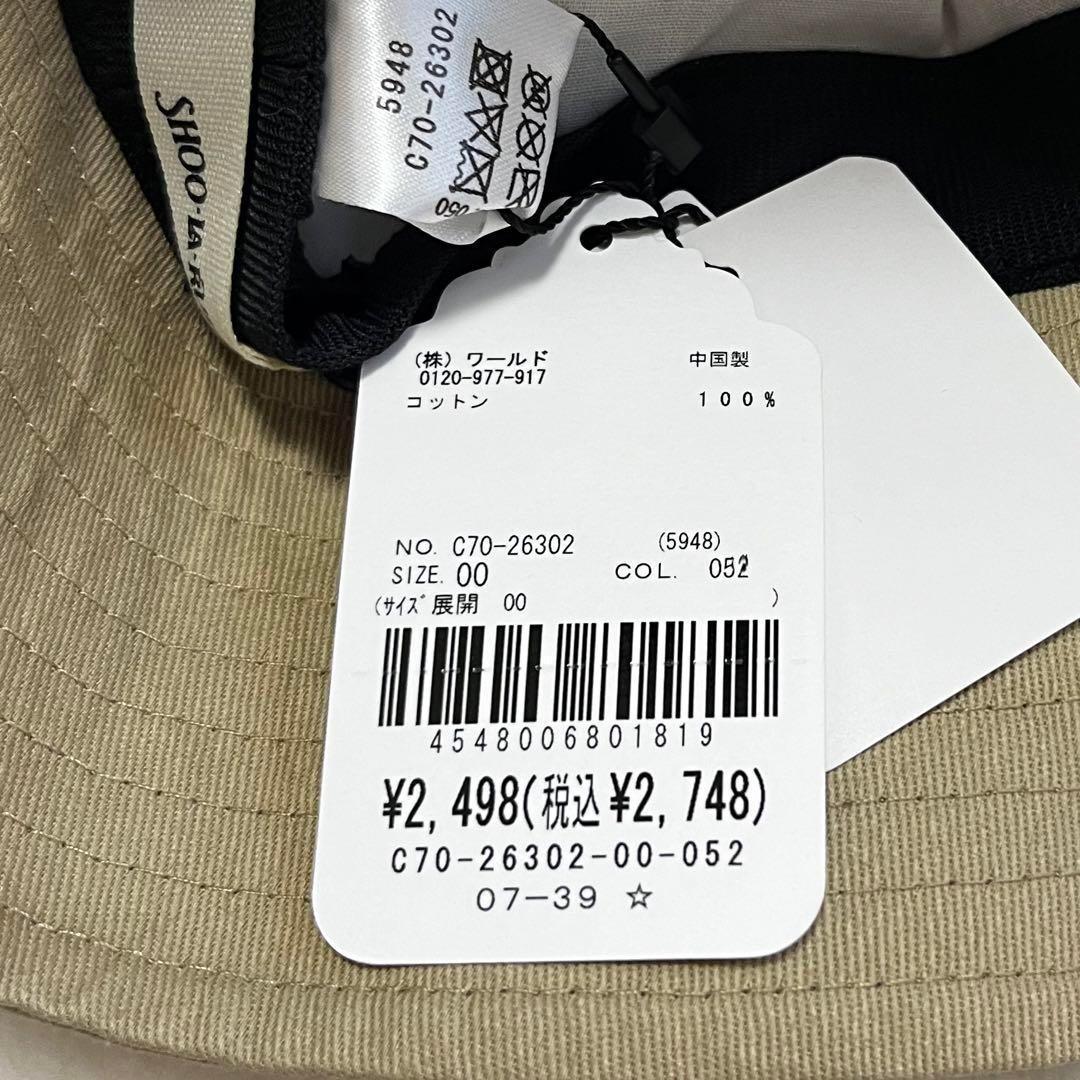 SHOO·LA·RU
5948
C70-26302
050
(株)ワールド 中国製
0120-977-917
コットン 100%
NO. C70-26302 (5948)
SIZE. 00 COL. 052
(サイズ展開 00 )
4548006801819
¥2,498(税込¥2,748)
C70-26302-00-052
07-39 ☆